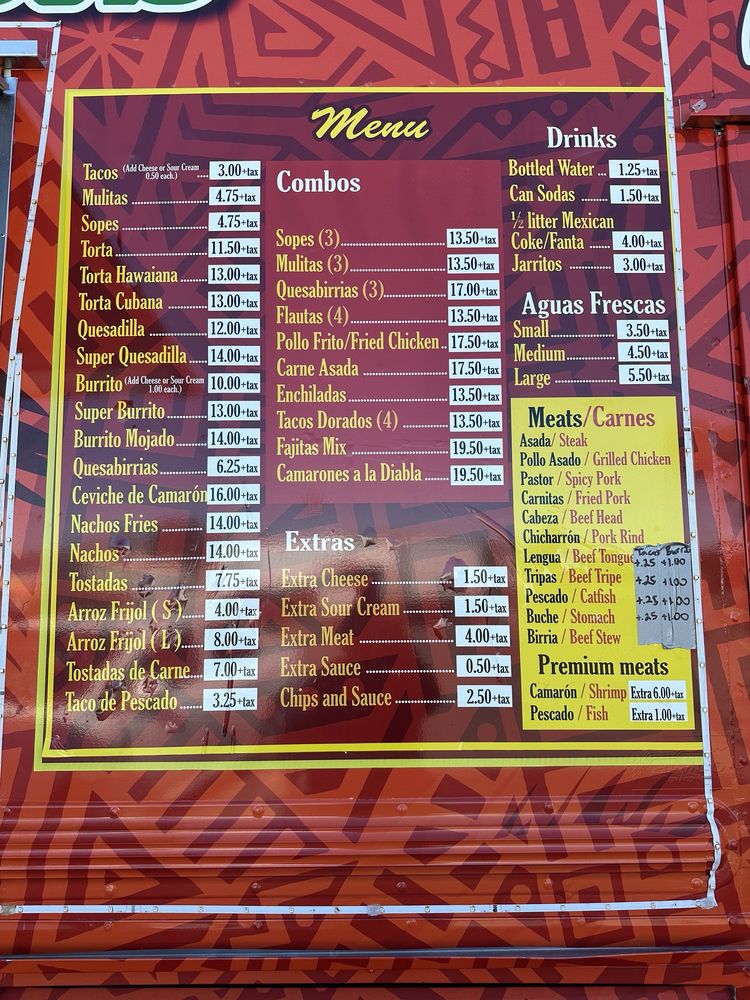 Menu
Tacos (Add Cheese or Sour Cream 0.50 each.) .... 3.00+tax
Mulitas 4.75+tax
Sopes 4.75+tax
Torta 11.50+tax
Torta Hawaiana 13.00+tax
Torta Cubana 13.00+tax
Quesadilla 12.00+tax
Super Quesadilla 14.00+tax
Burrito (Add Cheese or Sour Cream 1.00 each.) 10.00+tax
Super Burrito 13.00+tax
Burrito Mojado 14.00+tax
Quesabirrias 6.25+tax
Ceviche de Camarón 16.00+tax
Nachos Fries 14.00+tax
Nachos 14.00+tax
Tostadas 7.75+tax
Arroz Frijol ( S ) 4.00+tax
Arroz Frijol ( L ) 8.00+tax
Tostadas de Carne 7.00+tax
Taco de Pescado 3.25+tax
Combos
Sopes (3) 13.50+tax
Mulitas (3) 13.50+tax
Quesabirrias (3) 17.00+tax
Flautas (4) 13.50+tax
Pollo Frito/Fried Chicken 17.50+tax
Carne Asada 17.50+tax
Enchiladas 13.50+tax
Tacos Dorados (4) 13.50+tax
Fajitas Mix 19.50+tax
Camarones a la Diabla 19.50+tax
Extras
Extra Cheese 1.50+tax
Extra Sour Cream 1.50+tax
Extra Meat 4.00+tax
Extra Sauce 0.50+tax
Chips and Sauce 2.50+tax
Drinks
Bottled Water 1.25+tax
Can Sodas 1.50+tax
½ litter Mexican
Coke/Fanta 4.00+tax
Jarritos 3.00+tax
Aguas Frescas
Small 3.50+tax
Medium 4.50+tax
Large 5.50+tax
Meats/Carnes
Asada/ Steak
Pollo Asado / Grilled Chicken
Pastor / Spicy Pork
Carnitas / Fried Pork
Cabeza / Beef Head
Chicharrón / Pork Rind
Tacos
Lengua / Beef Tongue +.25 +1.00
Tripas / Beef Tripe +.25 +1.00
Pescado / Catfish +.25 +1.00
Buche / Stomach +.25 +1.00
Birria / Beef Stew
Premium meats
Camarón / Shrimp Extra 6.00+tax
Pescado / Fish Extra 1.00+tax